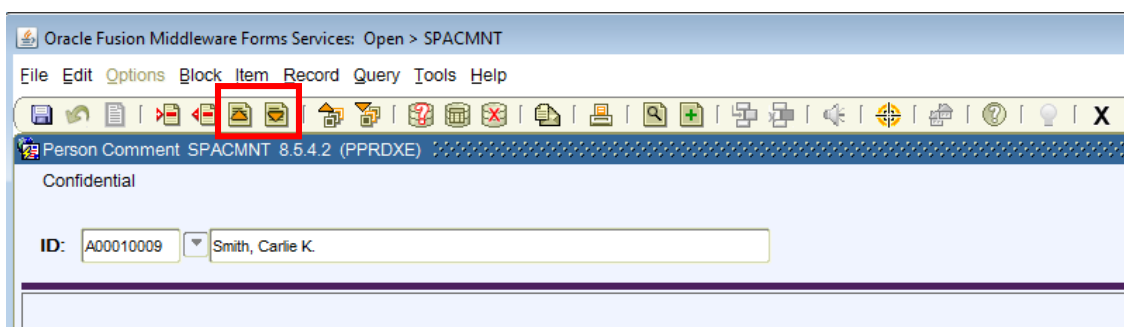 Oracle Fusion Middleware Forms Services: Open > SPACMNT
File Edit Options Block Item Record Query Tools Help
X
Person Comment SPACMNT 8.5.4.2 (PPRDXE)
Confidential
ID: A00010009 Smith, Carlie K.